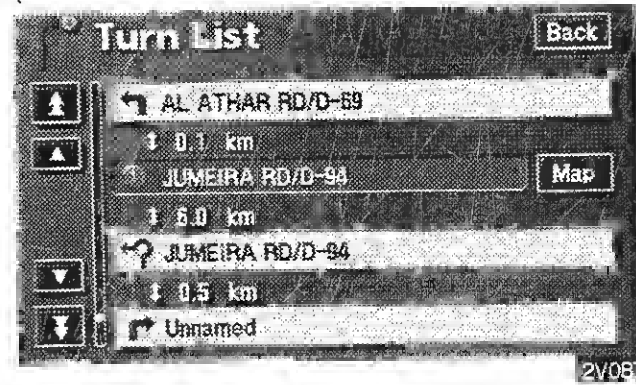 Turn List
Back
AL ATHAR RD/D-69
0.1 km
JUMEIRA RD/D-94
Map
6.0 km
JUMEIRA RD/D-94
0.5 km
Unnamed
2V08